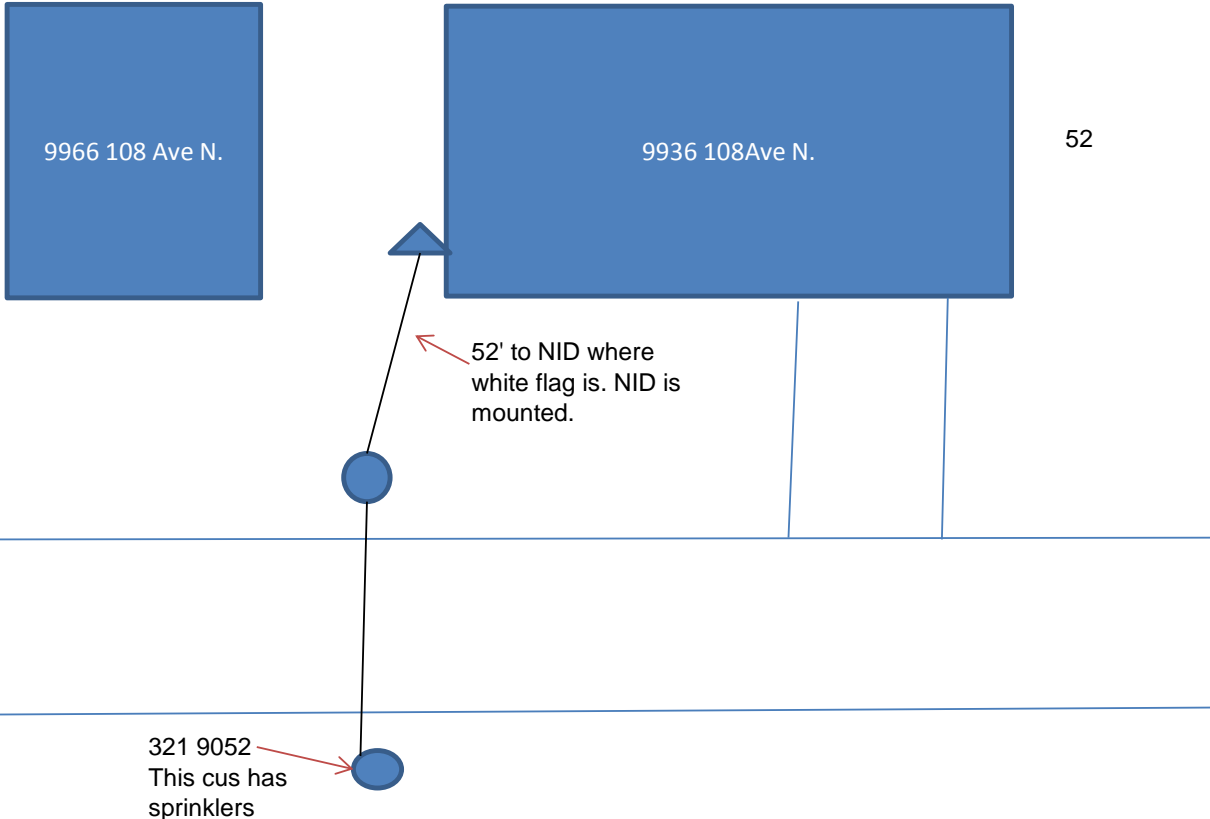 9966 108 Ave N.
9936 108Ave N.
52
52' to NID where
white flag is. NID is
mounted.
321 9052
This cus has
sprinklers